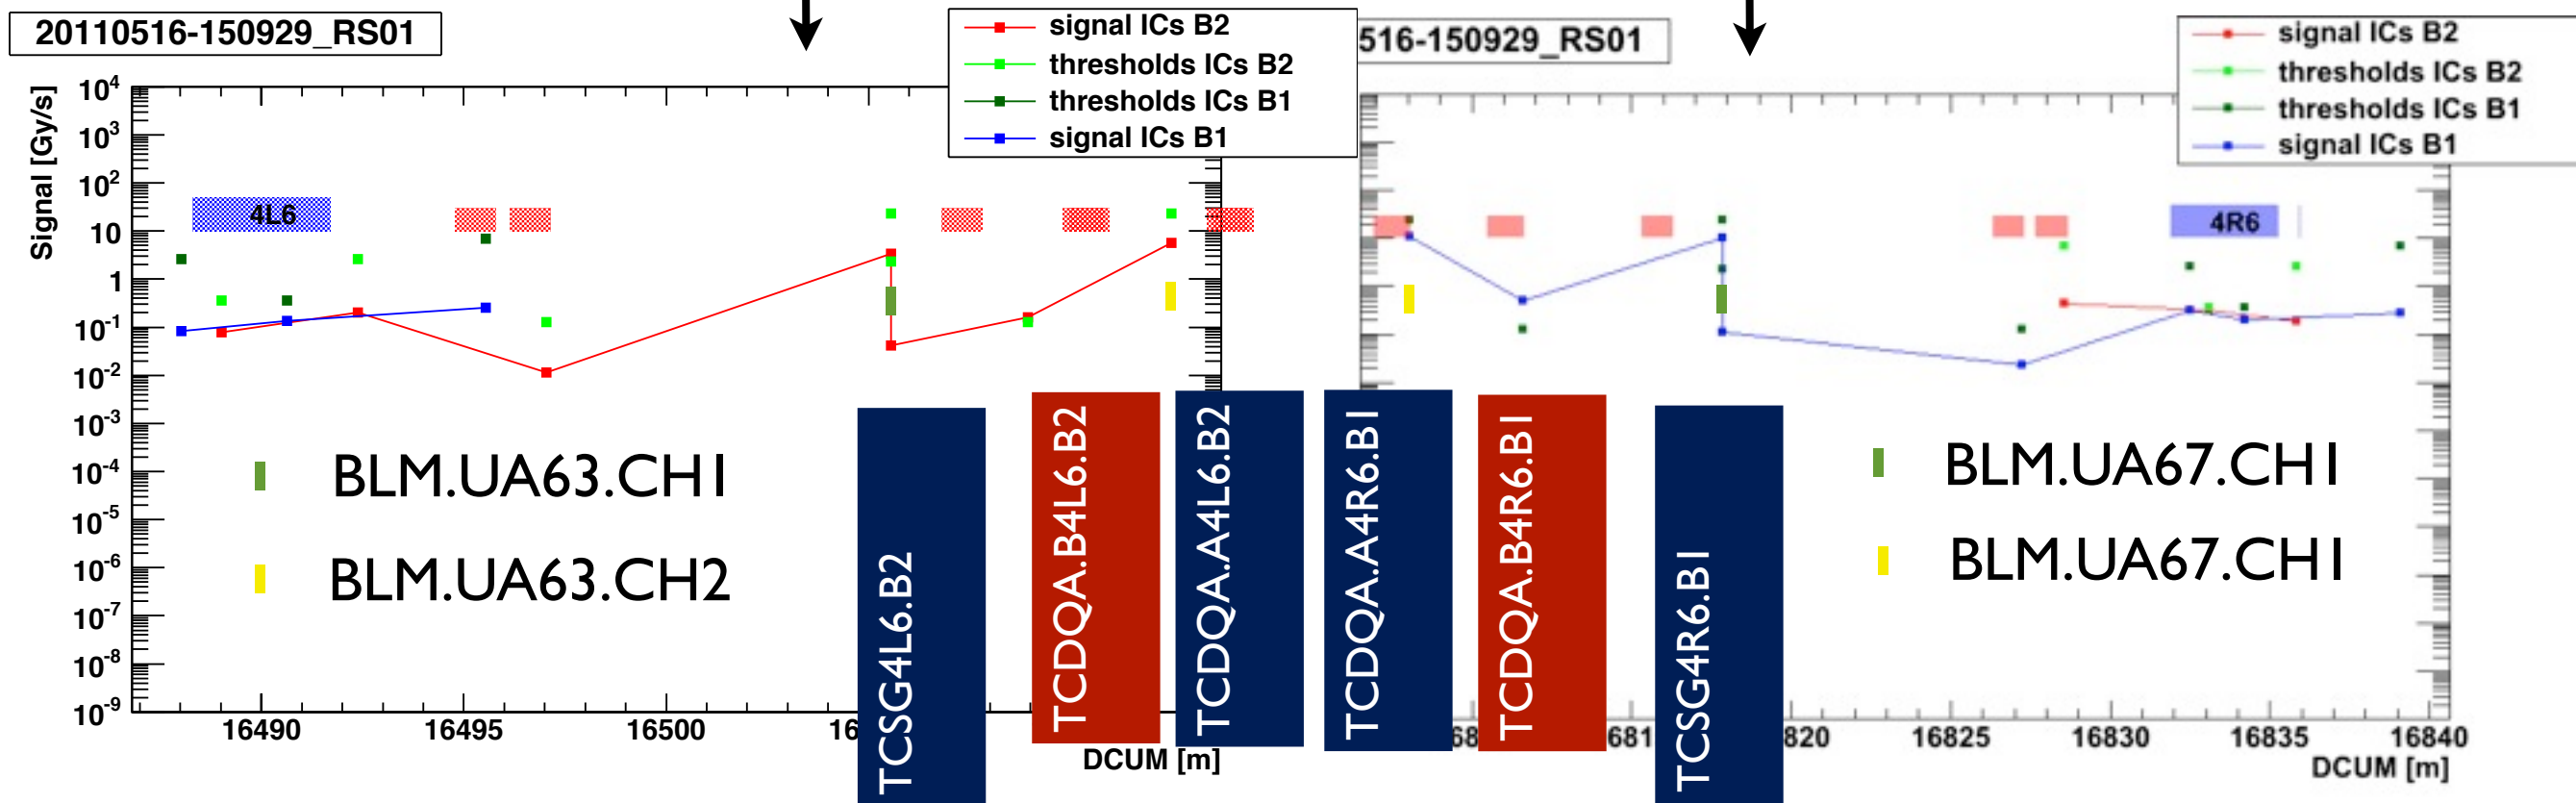 20110516-150929_RS01
signal ICs B2
thresholds ICs B2
thresholds ICs B1
signal ICs B1
Signal [Gy/s]
10^4
10^3
10^2
10
1
10^-1
10^-2
10^-3
10^-4
10^-5
10^-6
10^-7
10^-8
10^-9
4L6
BLM.UA63.CH1
BLM.UA63.CH2
16490
16495
16500
16
DCUM [m]
TCSG4L6.B2
TCDQA.B4L6.B2
TCDQA.A4L6.B2
TCDQA.A4R6.B1
TCDQA.B4R6.B1
TCSG4R6.B1
516-150929_RS01
signal ICs B2
thresholds ICs B2
thresholds ICs B1
signal ICs B1
4R6
BLM.UA67.CH1
BLM.UA67.CH1
68
681
820
16825
16830
16835
16840
DCUM [m]